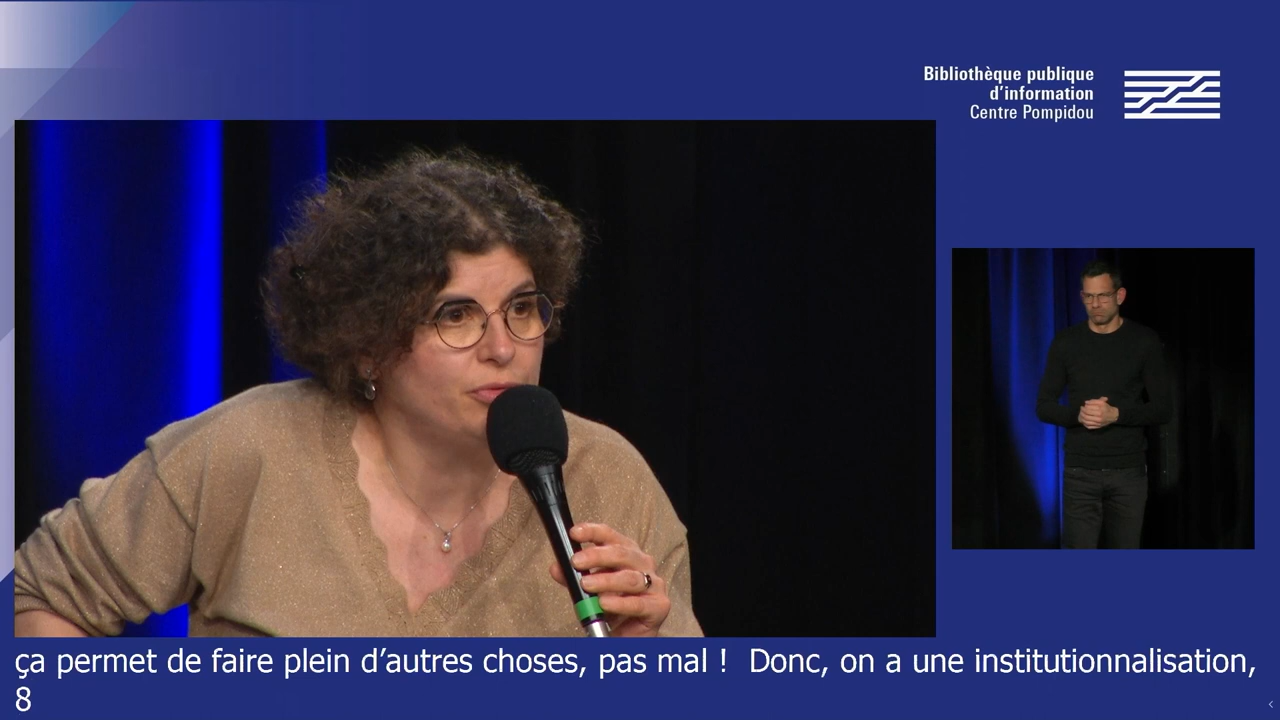 Bibliothèque publique
d'information
Centre Pompidou
ça permet de faire plein d'autres choses, pas mal !  Donc, on a une institutionnalisation,
8